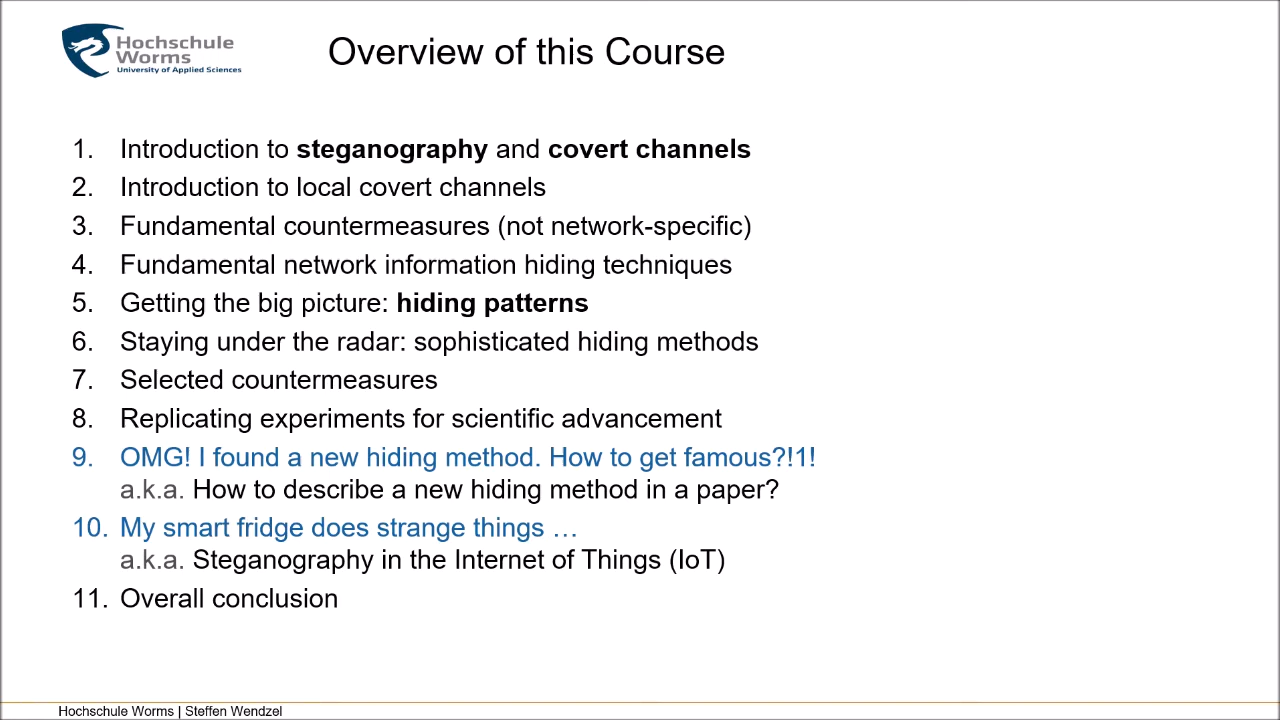 Hochschule
Worms
University of Applied Sciences
Overview of this Course
1. Introduction to steganography and covert channels
2. Introduction to local covert channels
3. Fundamental countermeasures (not network-specific)
4. Fundamental network information hiding techniques
5. Getting the big picture: hiding patterns
6. Staying under the radar: sophisticated hiding methods
7. Selected countermeasures
8. Replicating experiments for scientific advancement
9. OMG! I found a new hiding method. How to get famous?!1!
a.k.a. How to describe a new hiding method in a paper?
10. My smart fridge does strange things …
a.k.a. Steganography in the Internet of Things (IoT)
11. Overall conclusion
Hochschule Worms | Steffen Wendzel